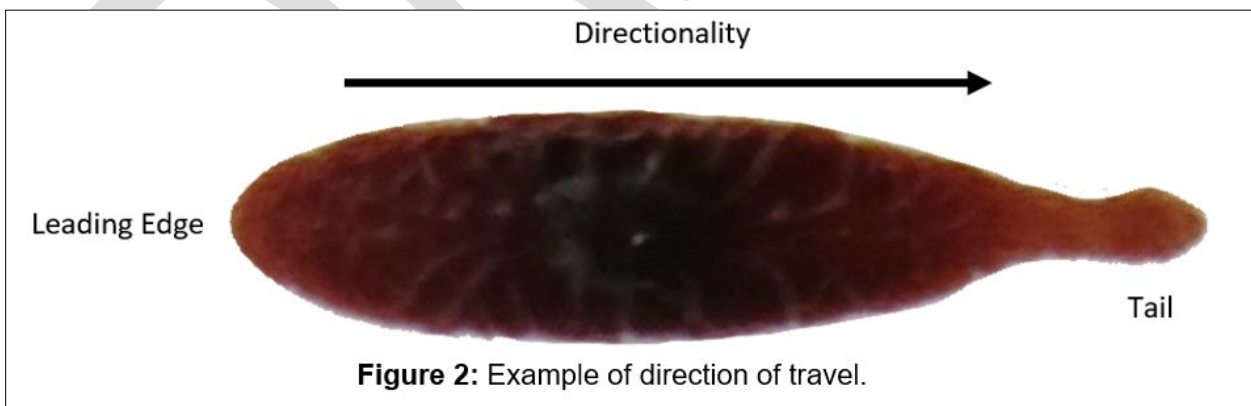 Directionality
Leading Edge
Tail
Figure 2: Example of direction of travel.